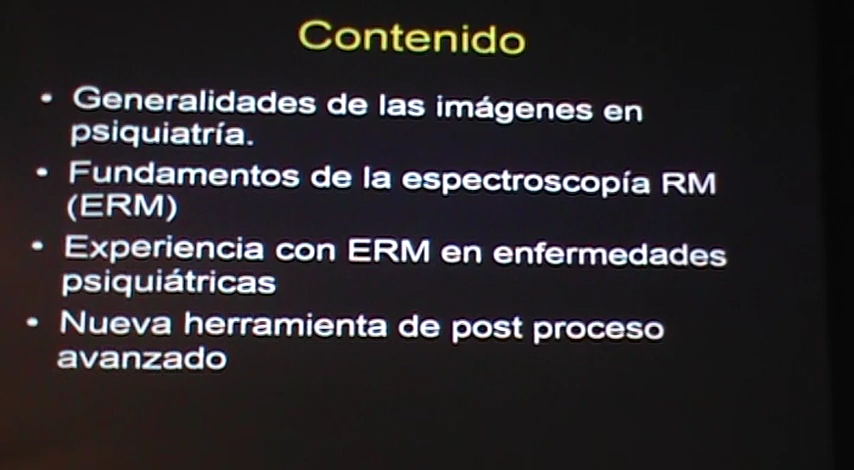 Contenido
• Generalidades de las imágenes en
psiquiatría.
• Fundamentos de la espectroscopía RM
(ERM)
• Experiencia con ERM en enfermedades
psiquiátricas
• Nueva herramienta de post proceso
avanzado